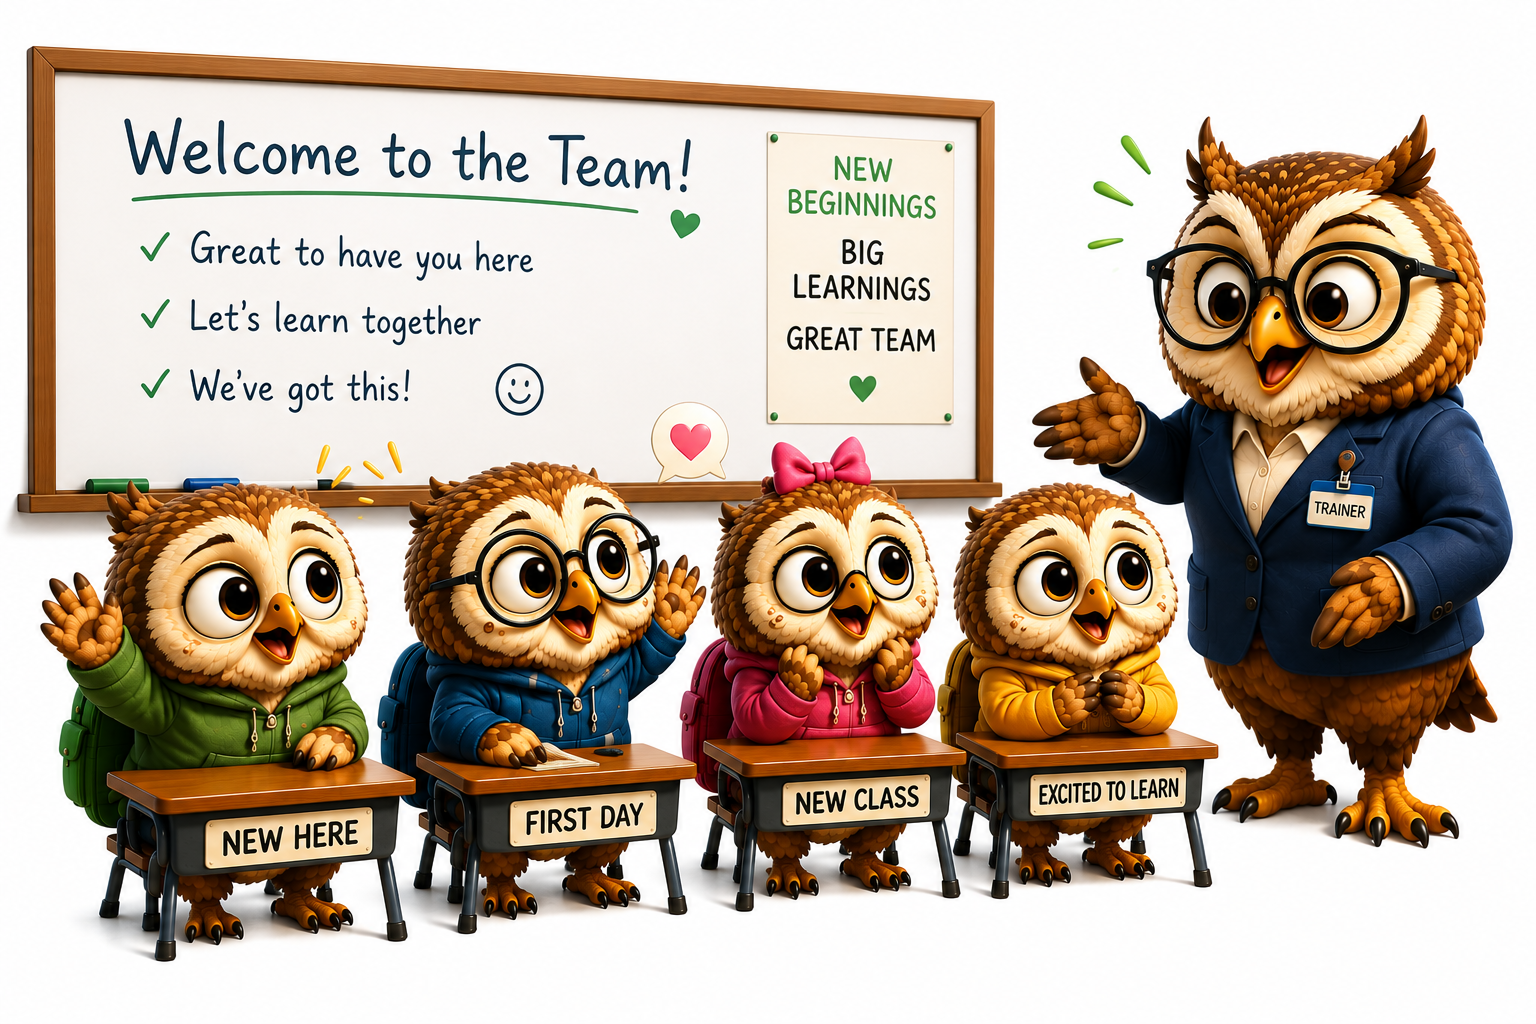 Welcome to the Team!
Great to have you here
Let's learn together
We've got this!
NEW
BEGINNINGS
BIG
LEARNINGS
GREAT TEAM
TRAINER
NEW HERE
FIRST DAY
NEW CLASS
EXCITED TO LEARN